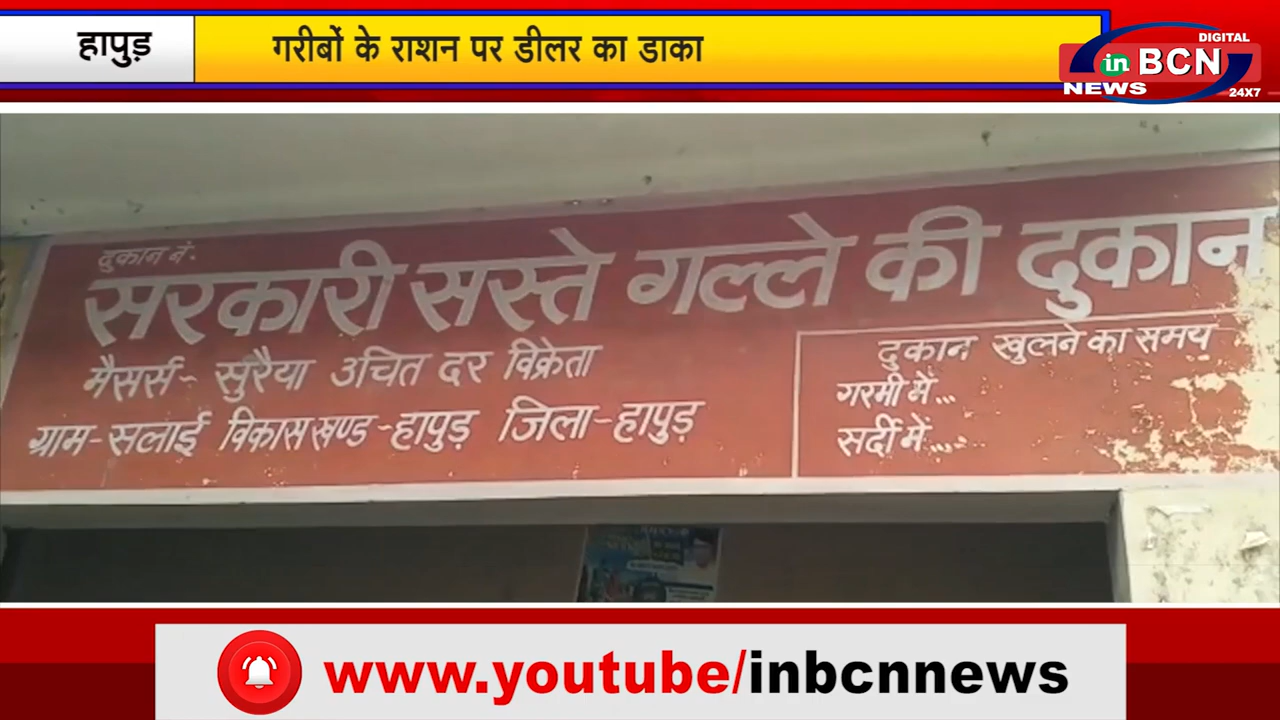 हापुड़
गरीबों के राशन पर डीलर का डाका
DIGITAL
in BCN
NEWS
24X7
दुकान नं.
सरकारी सस्ते गल्ले की दुकान
मैसर्स- सुरैया उचित दर विक्रेता
ग्राम-सलाई विकासखण्ड-हापुड़ जिला-हापुड़
दुकान खुलने का समय
गरमी में...
सर्दी में.....
www.youtube/inbcnnews